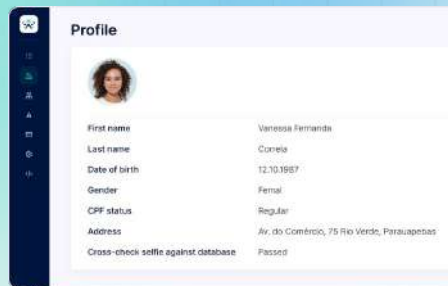 Profile
First name Vanessa Fernanda
Last name Correia
Date of birth 12.10.1987
Gender Femal
CPF status Regular
Address Av. do Comércio, 75 Rio Verde, Parauapebas
Cross-check selfie against database Passed